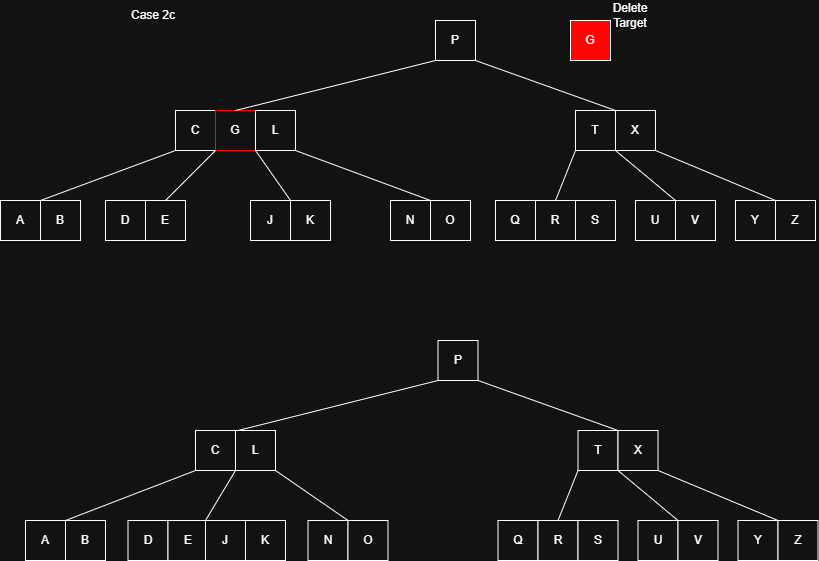 Case 2c
Delete
Target
P
G
C G L
T X
A B
D E
J K
N O
Q R S
U V
Y Z
P
C L
T X
A B
D E J K
N O
Q R S
U V
Y Z